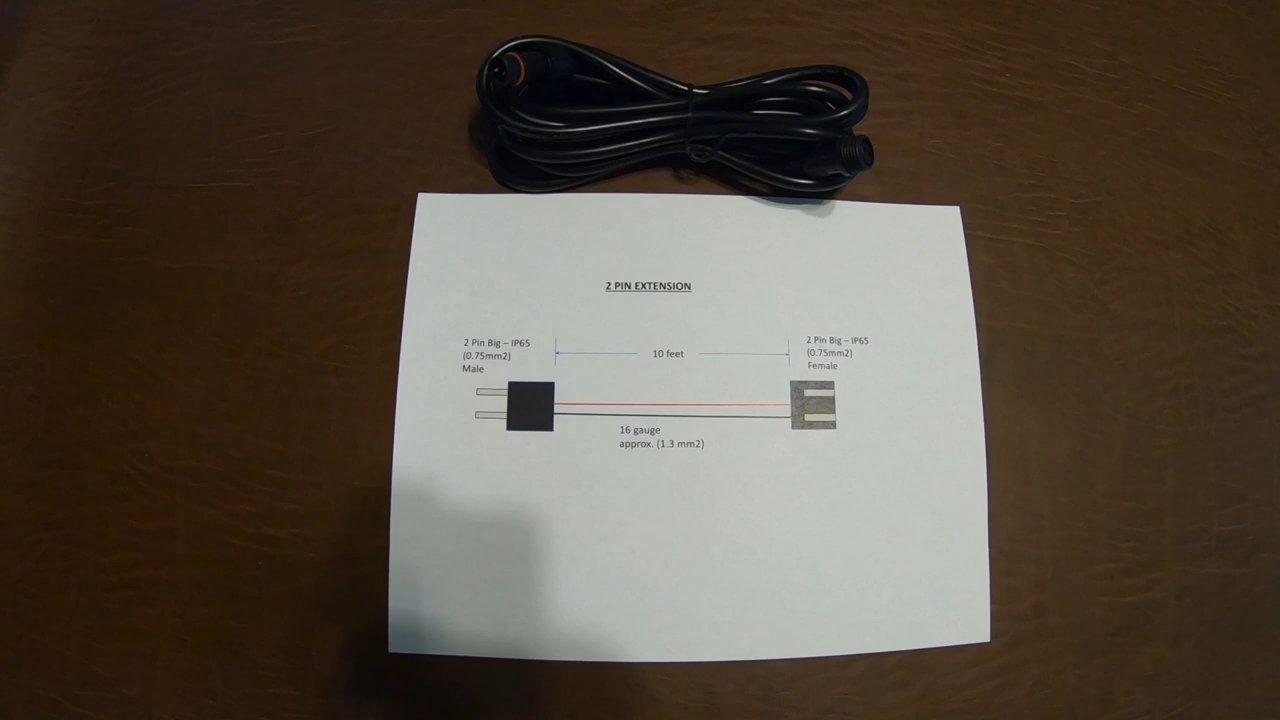 2 PIN EXTENSION
2 Pin Big – IP65
(0.75mm2)
Male
10 feet
2 Pin Big – IP65
(0.75mm2)
Female
16 gauge
approx. (1.3 mm2)